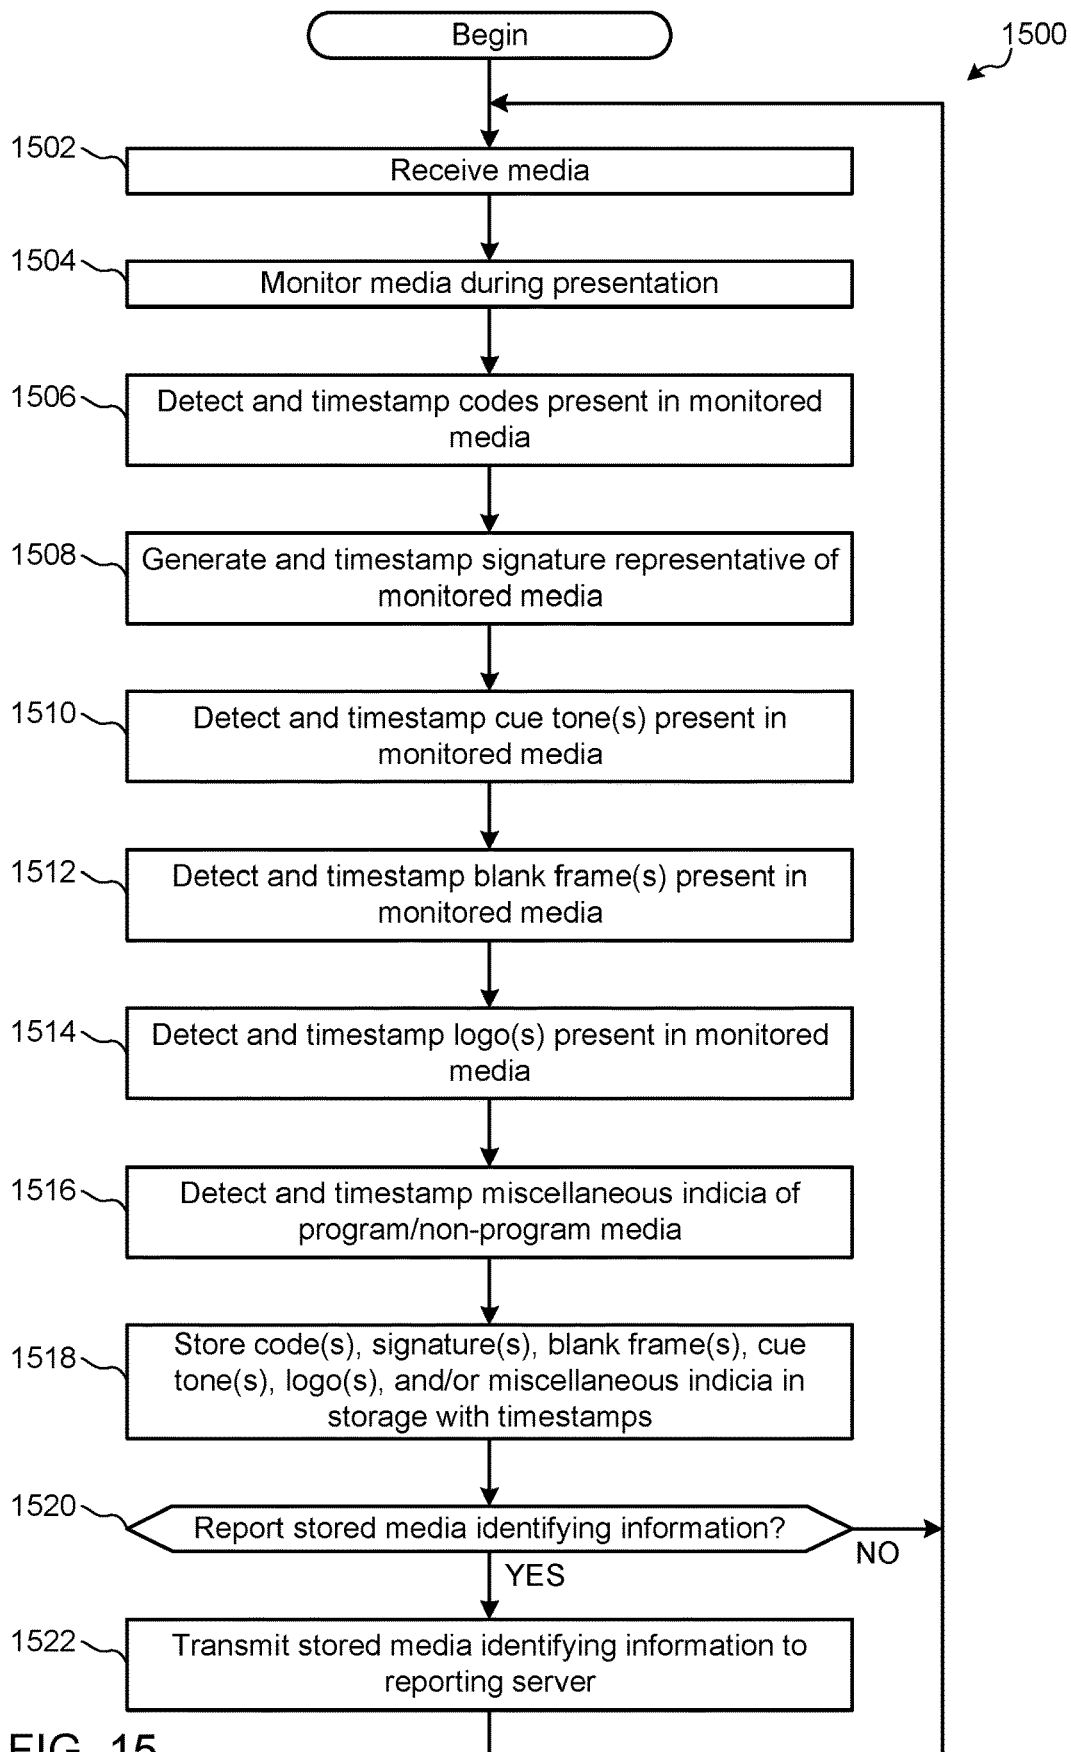 Begin
1500
1502
Receive media
1504
Monitor media during presentation
1506
Detect and timestamp codes present in monitored
media
1508
Generate and timestamp signature representative of
monitored media
1510
Detect and timestamp cue tone(s) present in
monitored media
1512
Detect and timestamp blank frame(s) present in
monitored media
1514
Detect and timestamp logo(s) present in monitored
media
1516
Detect and timestamp miscellaneous indicia of
program/non-program media
1518
Store code(s), signature(s), blank frame(s), cue
tone(s), logo(s), and/or miscellaneous indicia in
storage with timestamps
1520
Report stored media identifying information?
NO
YES
1522
Transmit stored media identifying information to
reporting server
FIG. 15